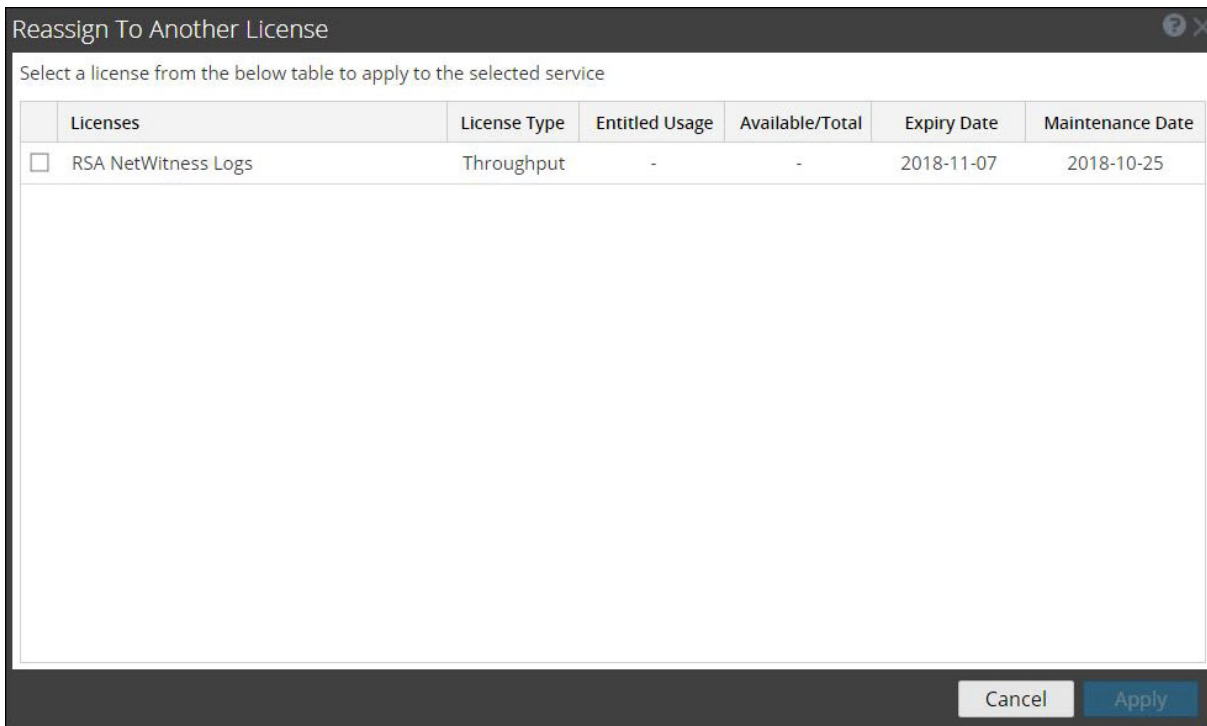 Reassign To Another License
Select a license from the below table to apply to the selected service
Licenses License Type Entitled Usage Available/Total Expiry Date Maintenance Date
RSA NetWitness Logs Throughput - - 2018-11-07 2018-10-25
Cancel Apply